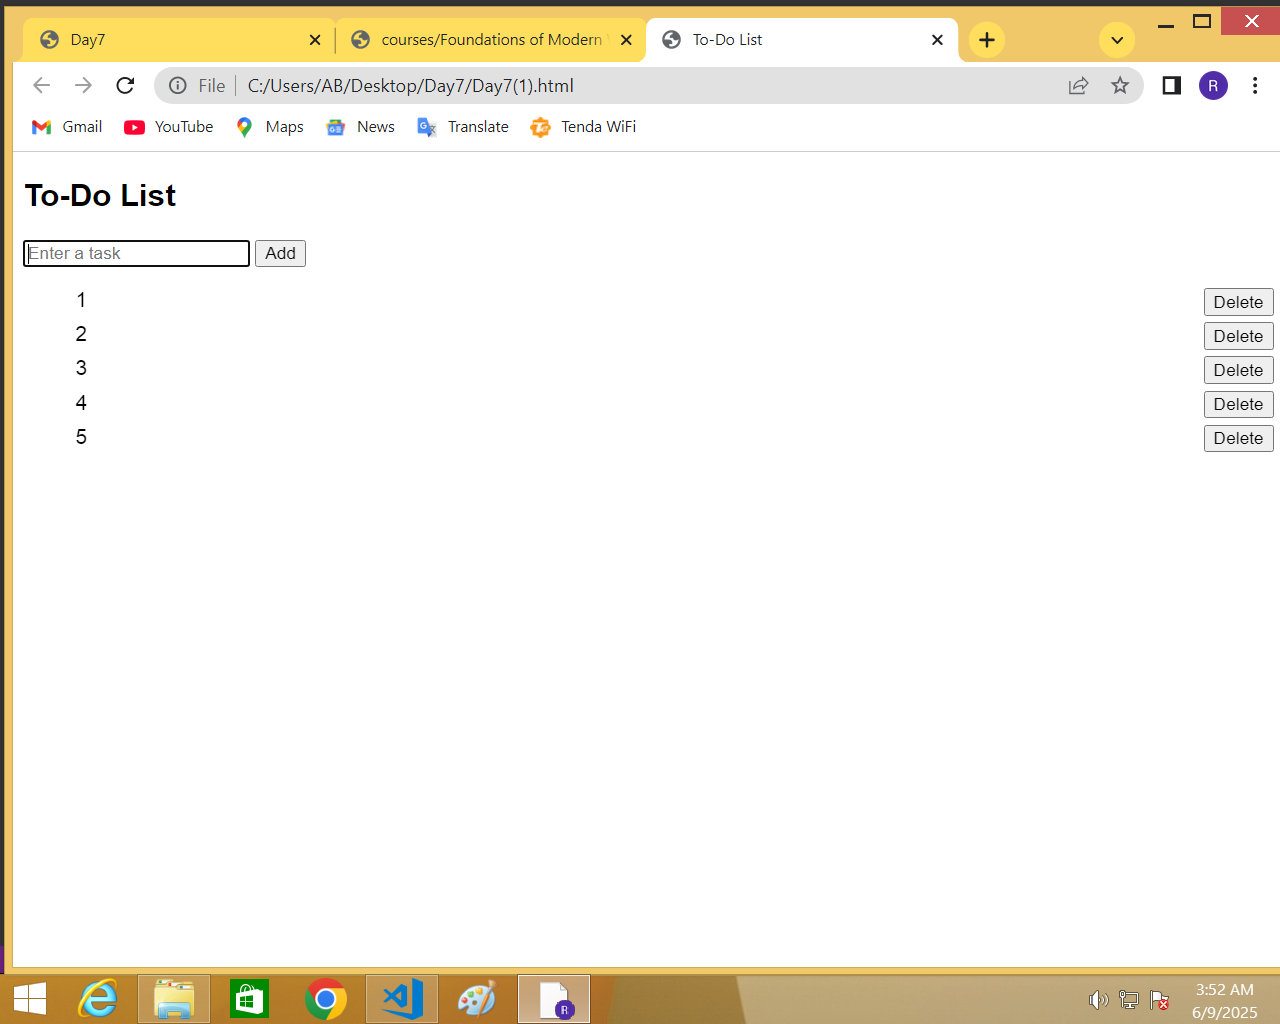 Day7
courses/Foundations of Modern
To-Do List
File
C:/Users/AB/Desktop/Day7/Day7(1).html
R
Gmail
YouTube
Maps
News
Translate
Tenda WiFi
To-Do List
Enter a task
Add
1 Delete
2 Delete
3 Delete
4 Delete
5 Delete
R
3:52 AM
6/9/2025